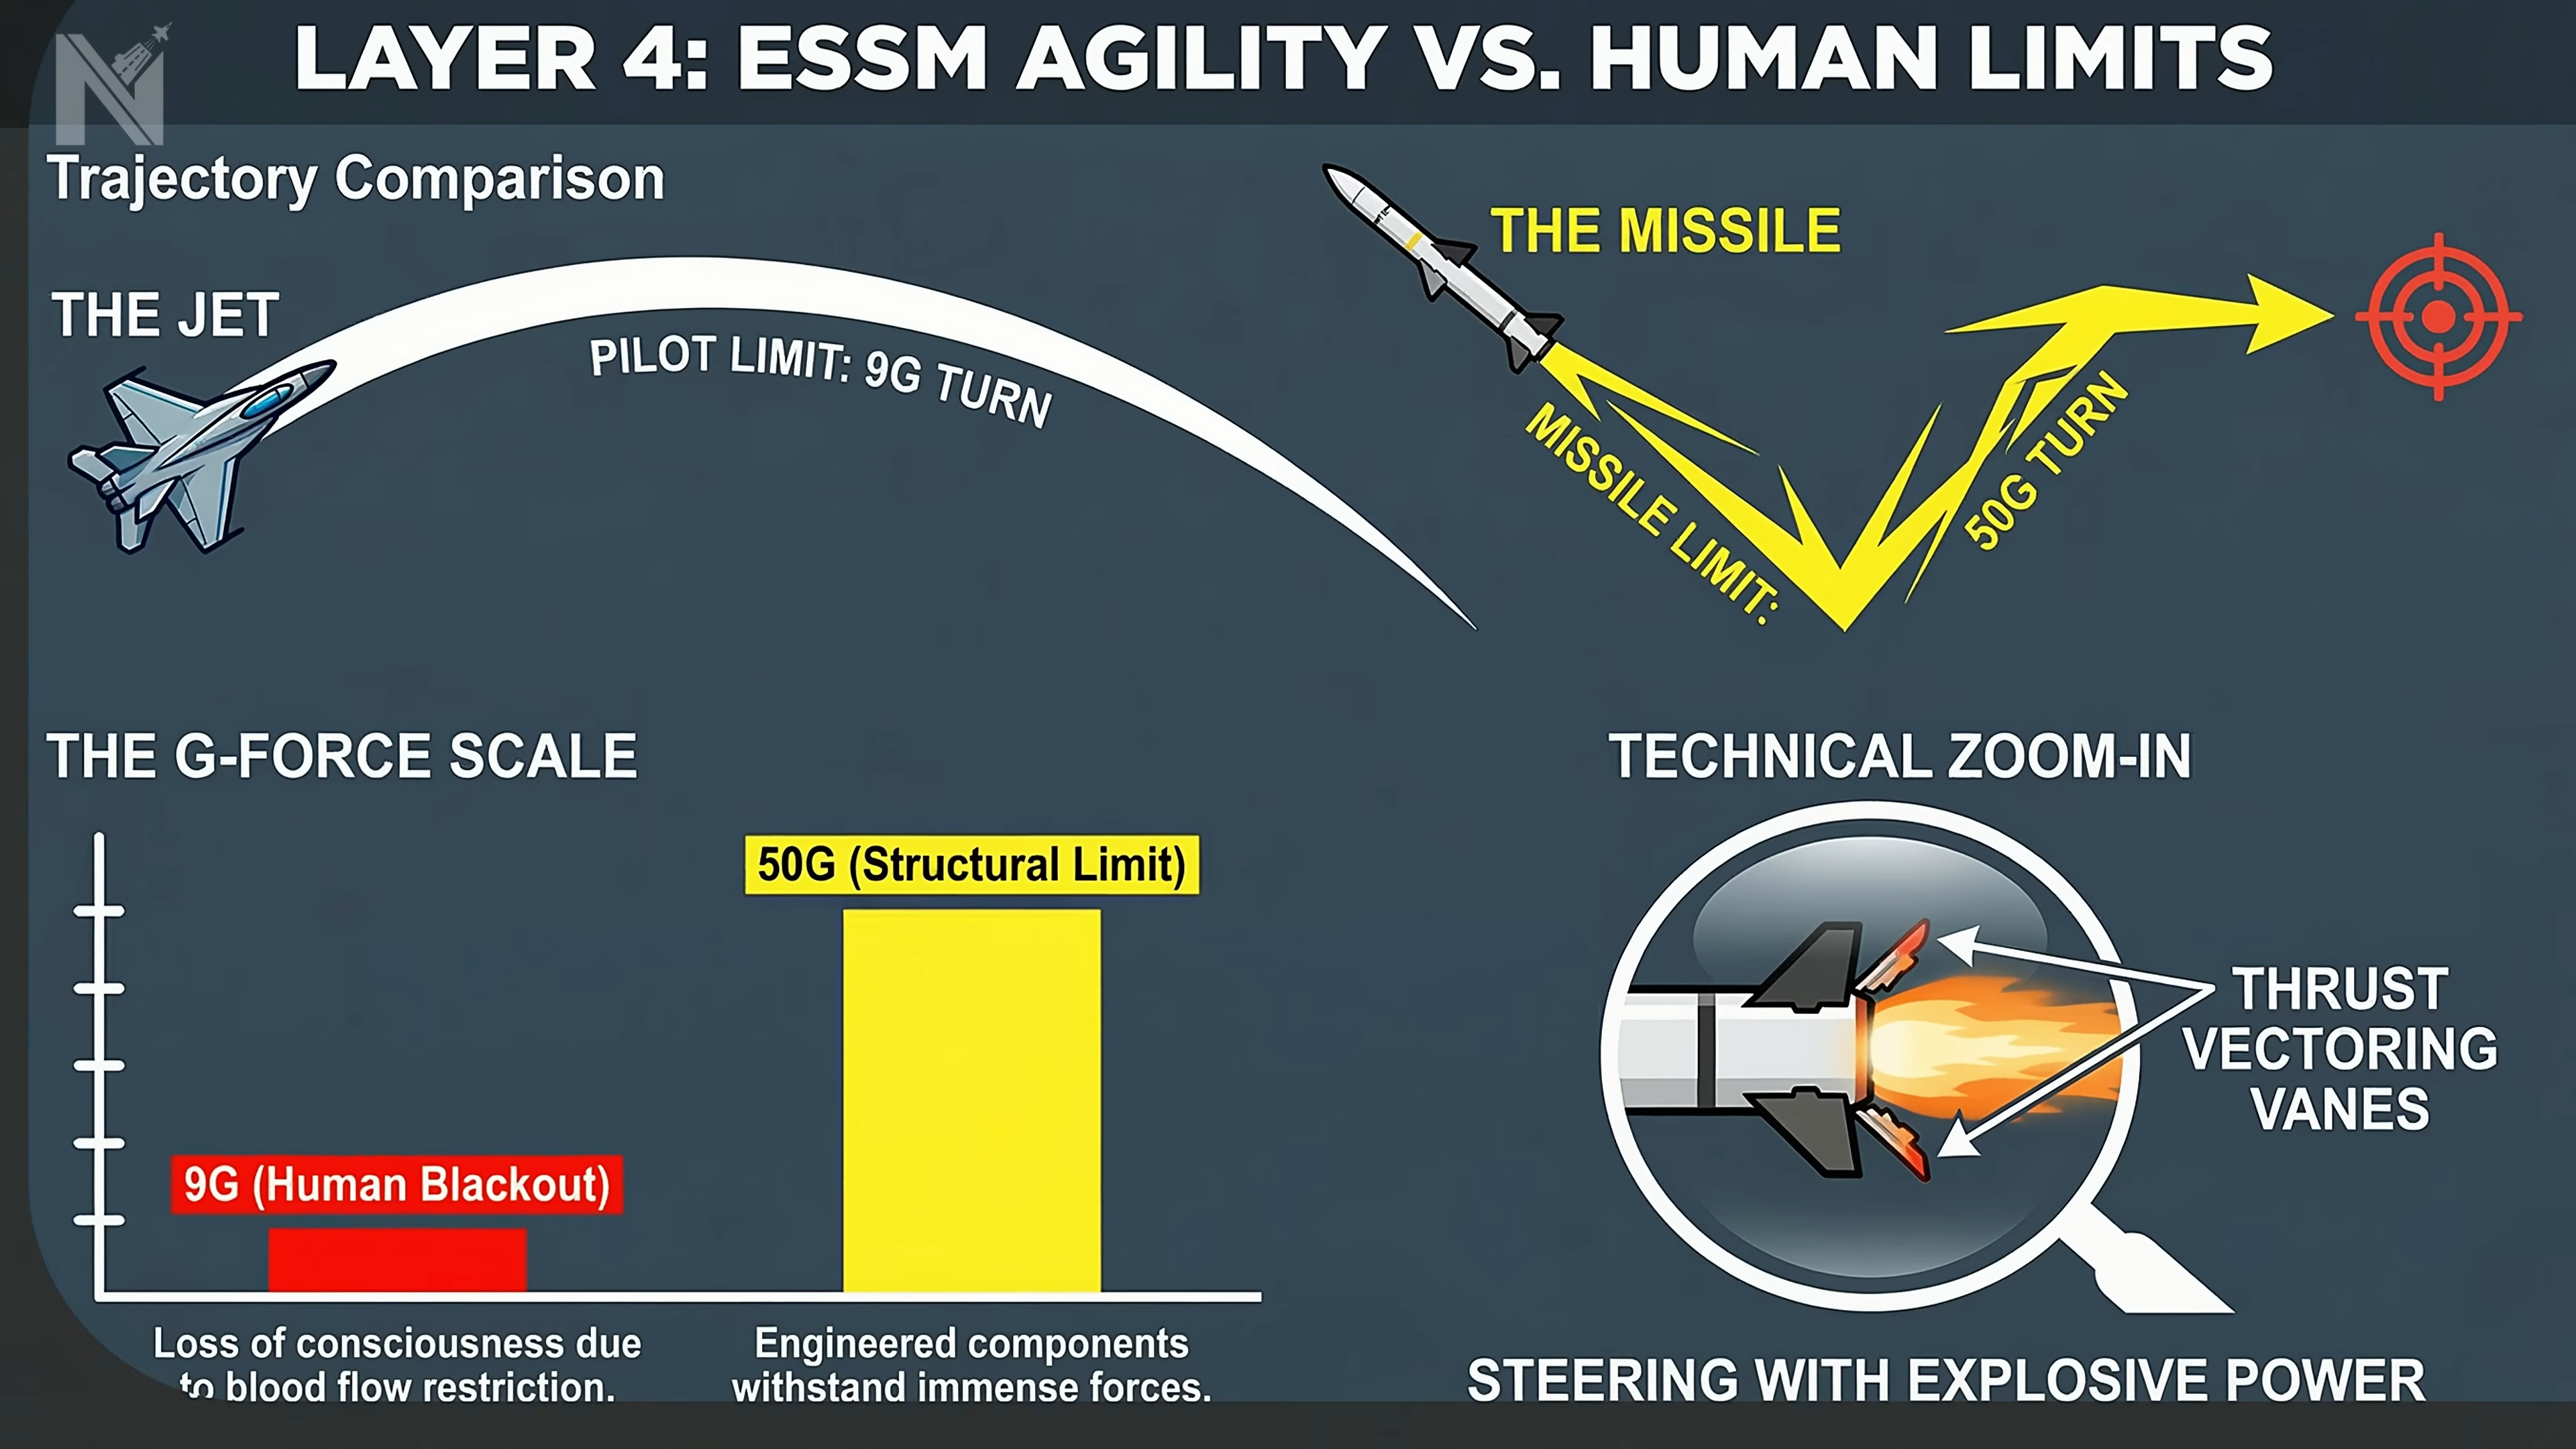 LAYER 4: ESSM AGILITY VS. HUMAN LIMITS
N
Trajectory Comparison
THE JET
PILOT LIMIT: 9G TURN
THE MISSILE
MISSILE LIMIT:
50G TURN
THE G-FORCE SCALE
50G (Structural Limit)
9G (Human Blackout)
Loss of consciousness due
to blood flow restriction.
Engineered components
withstand immense forces.
TECHNICAL ZOOM-IN
THRUST
VECTORING
VANES
STEERING WITH EXPLOSIVE POWER